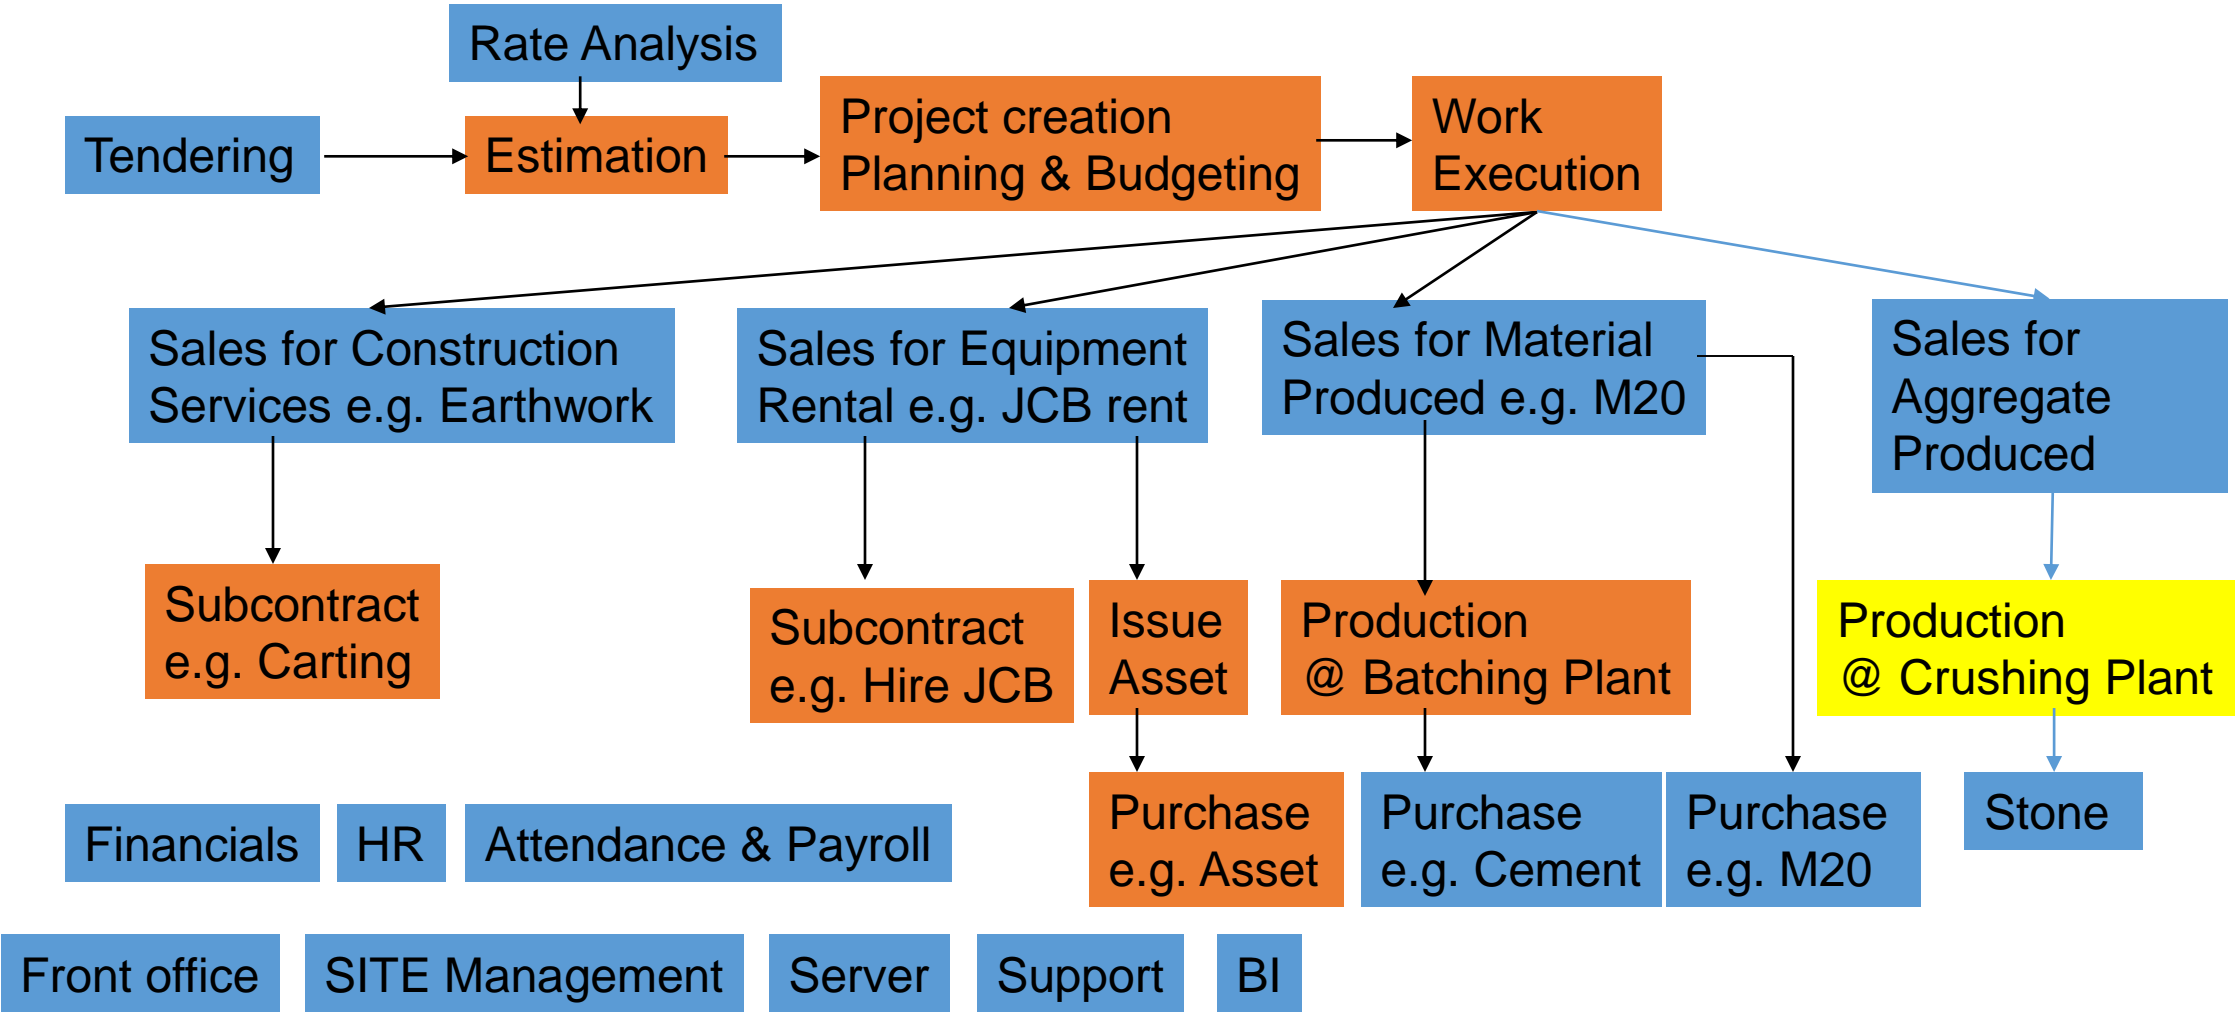 Rate Analysis
Tendering
Estimation
Project creation
Planning & Budgeting
Work
Execution
Sales for Construction
Services e.g. Earthwork
Sales for Equipment
Rental e.g. JCB rent
Sales for Material
Produced e.g. M20
Sales for
Aggregate
Produced
Subcontract
e.g. Carting
Subcontract
e.g. Hire JCB
Issue
Asset
Production
@ Batching Plant
Production
@ Crushing Plant
Purchase
e.g. Asset
Purchase
e.g. Cement
Purchase
e.g. M20
Stone
Financials
HR
Attendance & Payroll
Front office
SITE Management
Server
Support
BI